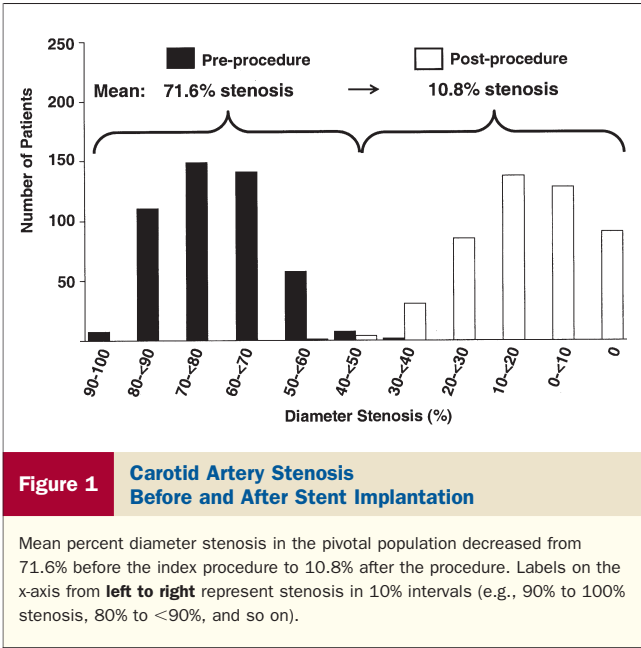 250
200
150
100
50
Number of Patients
Pre-procedure
Post-procedure
Mean: 71.6% stenosis → 10.8% stenosis
90-100
80-<90
70-<80
60-<70
50-<60
40-<50
30-<40
20-<30
10-<20
0-<10
0
Diameter Stenosis (%)
Figure 1
Carotid Artery Stenosis
Before and After Stent Implantation
Mean percent diameter stenosis in the pivotal population decreased from
71.6% before the index procedure to 10.8% after the procedure. Labels on the
x-axis from left to right represent stenosis in 10% intervals (e.g., 90% to 100%
stenosis, 80% to <90%, and so on).